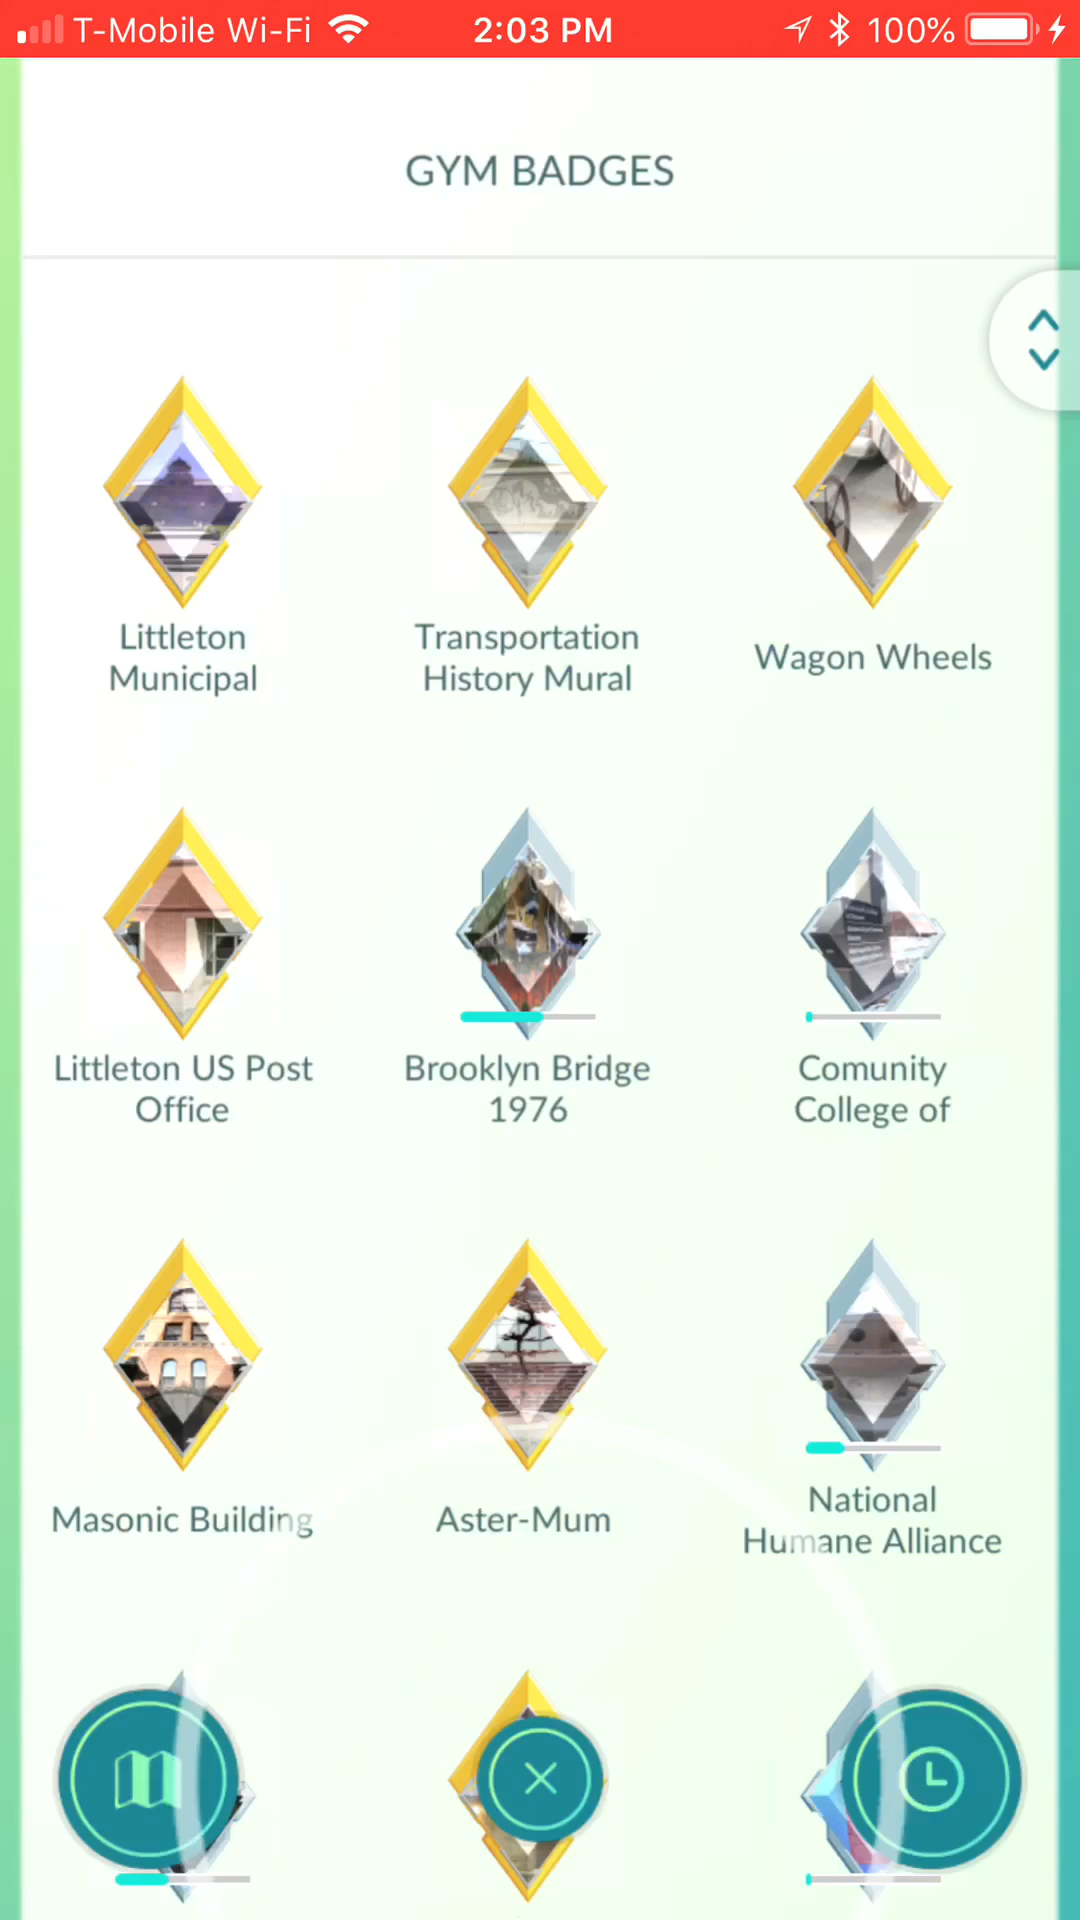 T-Mobile Wi-Fi 2:03 PM 100%
GYM BADGES
Littleton Municipal
Transportation History Mural
Wagon Wheels
Littleton US Post Office
Brooklyn Bridge 1976
Comunity College of
Masonic Building
Aster-Mum
National Humane Alliance